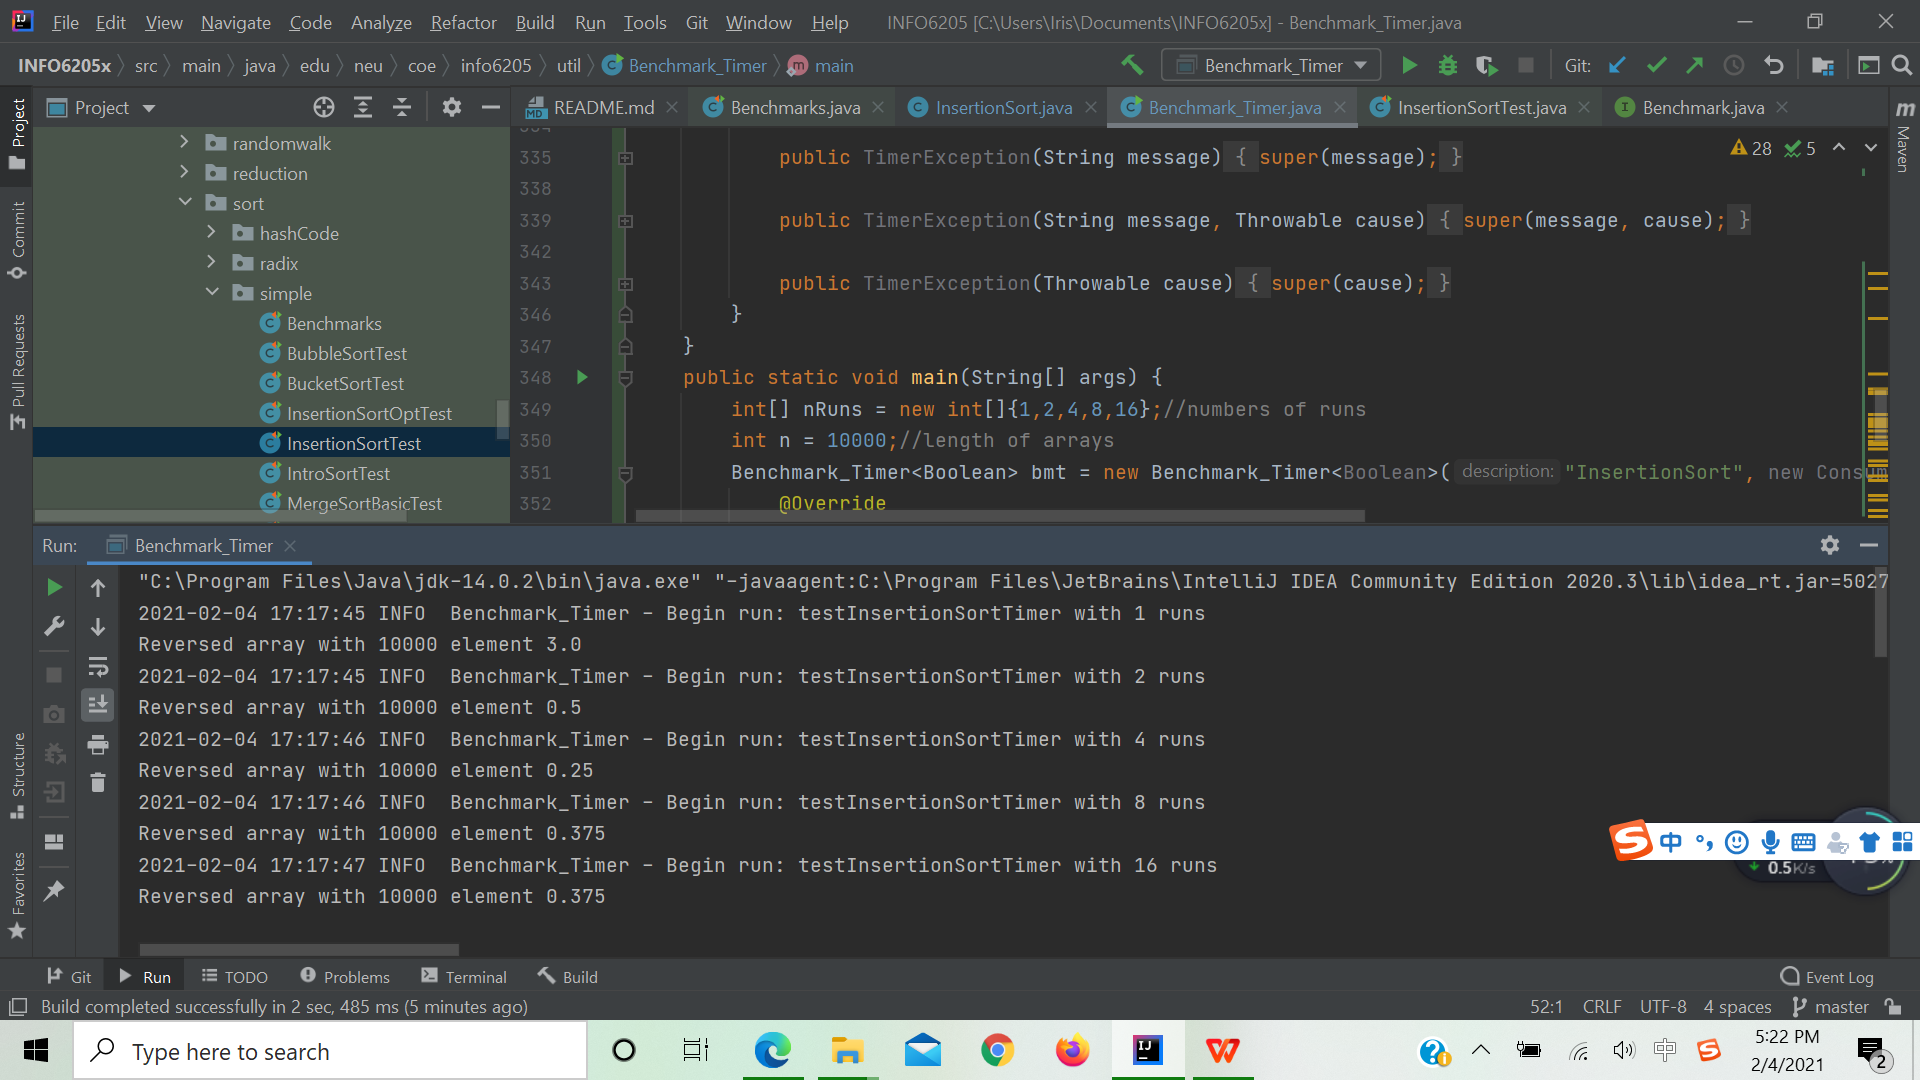 File Edit View Navigate Code Analyze Refactor Build Run Tools Git Window Help INFO6205 [C:\Users\Iris\Documents\INFO6205x] - Benchmark_Timer.java
INFO6205x src main java edu neu coe info6205 util Benchmark_Timer main Benchmark_Timer Git:
Project README.md Benchmarks.java InsertionSort.java Benchmark_Timer.java InsertionSortTest.java Benchmark.java
Project
Commit
Pull Requests
Structure
Favorites
Maven
randomwalk
reduction
sort
hashCode
radix
simple
Benchmarks
BubbleSortTest
BucketSortTest
InsertionSortOptTest
InsertionSortTest
IntroSortTest
MergeSortBasicTest
28 5
334
335 public TimerException(String message) { super(message); }
338
339 public TimerException(String message, Throwable cause) { super(message, cause); }
342
343 public TimerException(Throwable cause) { super(cause); }
346 }
347 }
348 public static void main(String[] args) {
349 int[] nRuns = new int[]{1,2,4,8,16};//numbers of runs
350 int n = 10000;//length of arrays
351 Benchmark_Timer<Boolean> bmt = new Benchmark_Timer<Boolean>( description: "InsertionSort", new Consum
352 @Override
Run: Benchmark_Timer
"C:\Program Files\Java\jdk-14.0.2\bin\java.exe" "-javaagent:C:\Program Files\JetBrains\IntelliJ IDEA Community Edition 2020.3\lib\idea_rt.jar=5027
2021-02-04 17:17:45 INFO  Benchmark_Timer - Begin run: testInsertionSortTimer with 1 runs
Reversed array with 10000 element 3.0
2021-02-04 17:17:45 INFO  Benchmark_Timer - Begin run: testInsertionSortTimer with 2 runs
Reversed array with 10000 element 0.5
2021-02-04 17:17:46 INFO  Benchmark_Timer - Begin run: testInsertionSortTimer with 4 runs
Reversed array with 10000 element 0.25
2021-02-04 17:17:46 INFO  Benchmark_Timer - Begin run: testInsertionSortTimer with 8 runs
Reversed array with 10000 element 0.375
2021-02-04 17:17:47 INFO  Benchmark_Timer - Begin run: testInsertionSortTimer with 16 runs
Reversed array with 10000 element 0.375
中
0.5K/s
Git Run TODO Problems Terminal Build Event Log
Build completed successfully in 2 sec, 485 ms (5 minutes ago) 52:1 CRLF UTF-8 4 spaces master
Type here to search
中
5:22 PM
2/4/2021
2